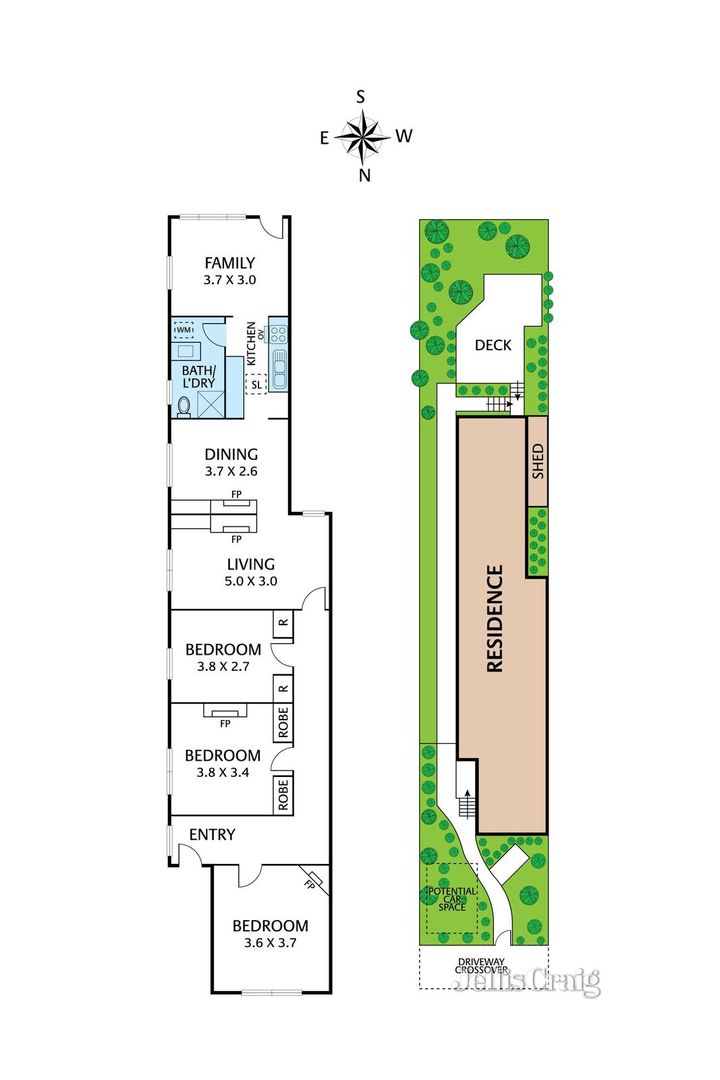 S
E
W
N
FAMILY
3.7 X 3.0
WM
BATH/
L'DRY
KITCHEN
OV
SL
DINING
3.7 X 2.6
FP
FP
LIVING
5.0 X 3.0
R
BEDROOM
3.8 X 2.7
R
FP
ROBE
BEDROOM
3.8 X 3.4
ROBE
ENTRY
FP
BEDROOM
3.6 X 3.7
DECK
SHED
RESIDENCE
POTENTIAL
CAR
SPACE
DRIVEWAY
CROSSOVER
JellisCraig